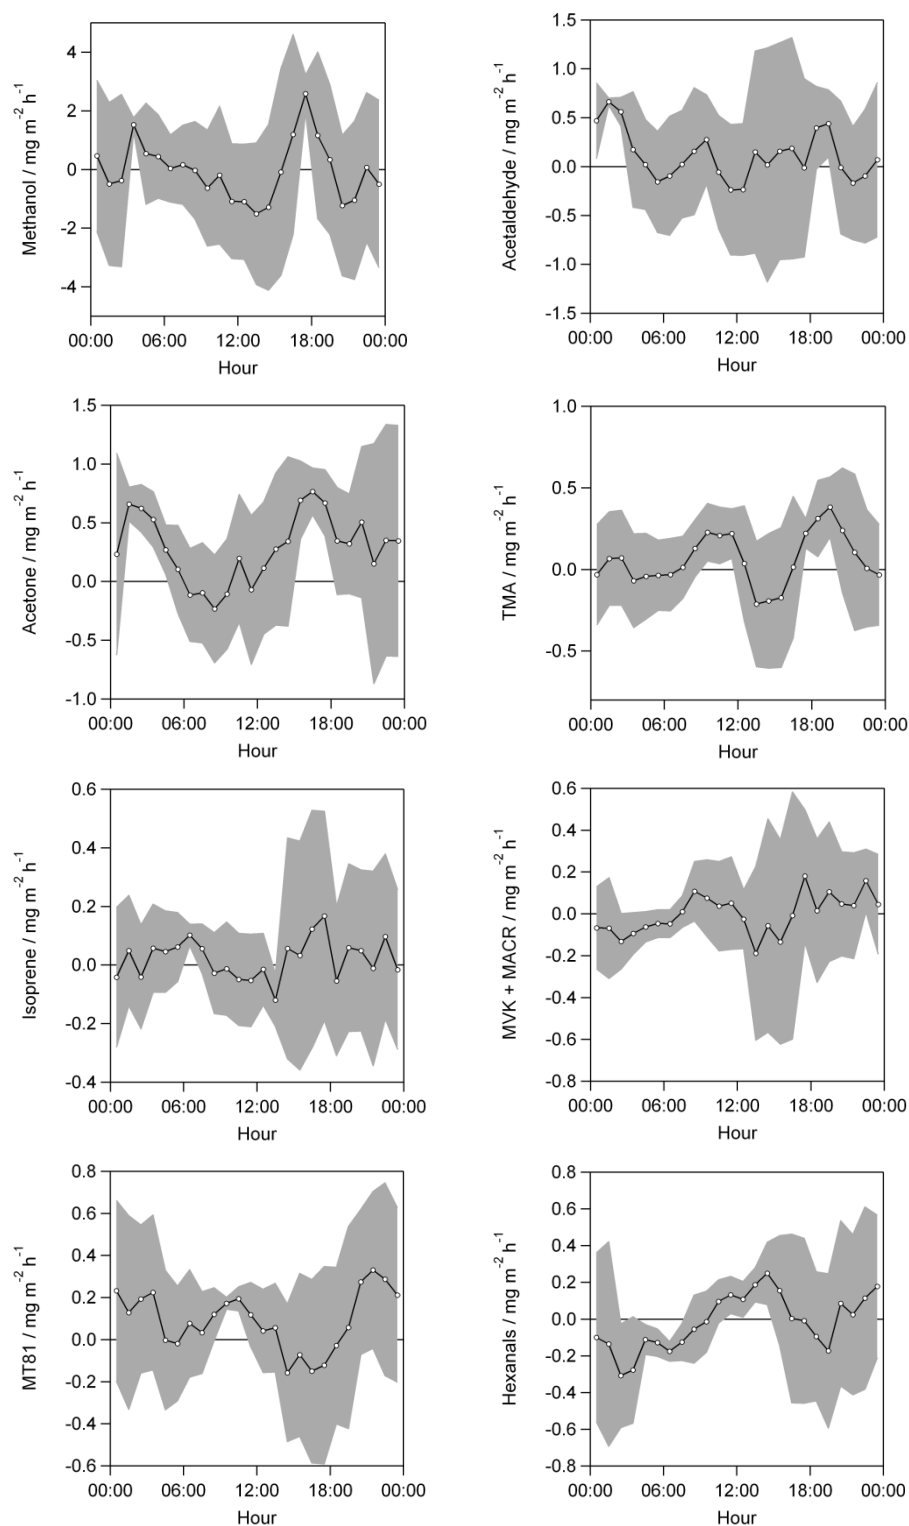 Methanol / mg m⁻² h⁻¹
4
2
0
-2
-4
00:00 06:00 12:00 18:00 00:00
Hour
Acetaldehyde / mg m⁻² h⁻¹
1.5
1.0
0.5
0.0
-0.5
-1.0
-1.5
00:00 06:00 12:00 18:00 00:00
Hour
Acetone / mg m⁻² h⁻¹
1.5
1.0
0.5
0.0
-0.5
-1.0
00:00 06:00 12:00 18:00 00:00
Hour
TMA / mg m⁻² h⁻¹
1.0
0.5
0.0
-0.5
00:00 06:00 12:00 18:00 00:00
Hour
Isoprene / mg m⁻² h⁻¹
0.6
0.4
0.2
0.0
-0.2
-0.4
00:00 06:00 12:00 18:00 00:00
Hour
MVK + MACR / mg m⁻² h⁻¹
0.6
0.4
0.2
0.0
-0.2
-0.4
-0.6
-0.8
00:00 06:00 12:00 18:00 00:00
Hour
MT81 / mg m⁻² h⁻¹
0.8
0.6
0.4
0.2
0.0
-0.2
-0.4
-0.6
00:00 06:00 12:00 18:00 00:00
Hour
Hexanals / mg m⁻² h⁻¹
0.8
0.6
0.4
0.2
0.0
-0.2
-0.4
-0.6
-0.8
00:00 06:00 12:00 18:00 00:00
Hour